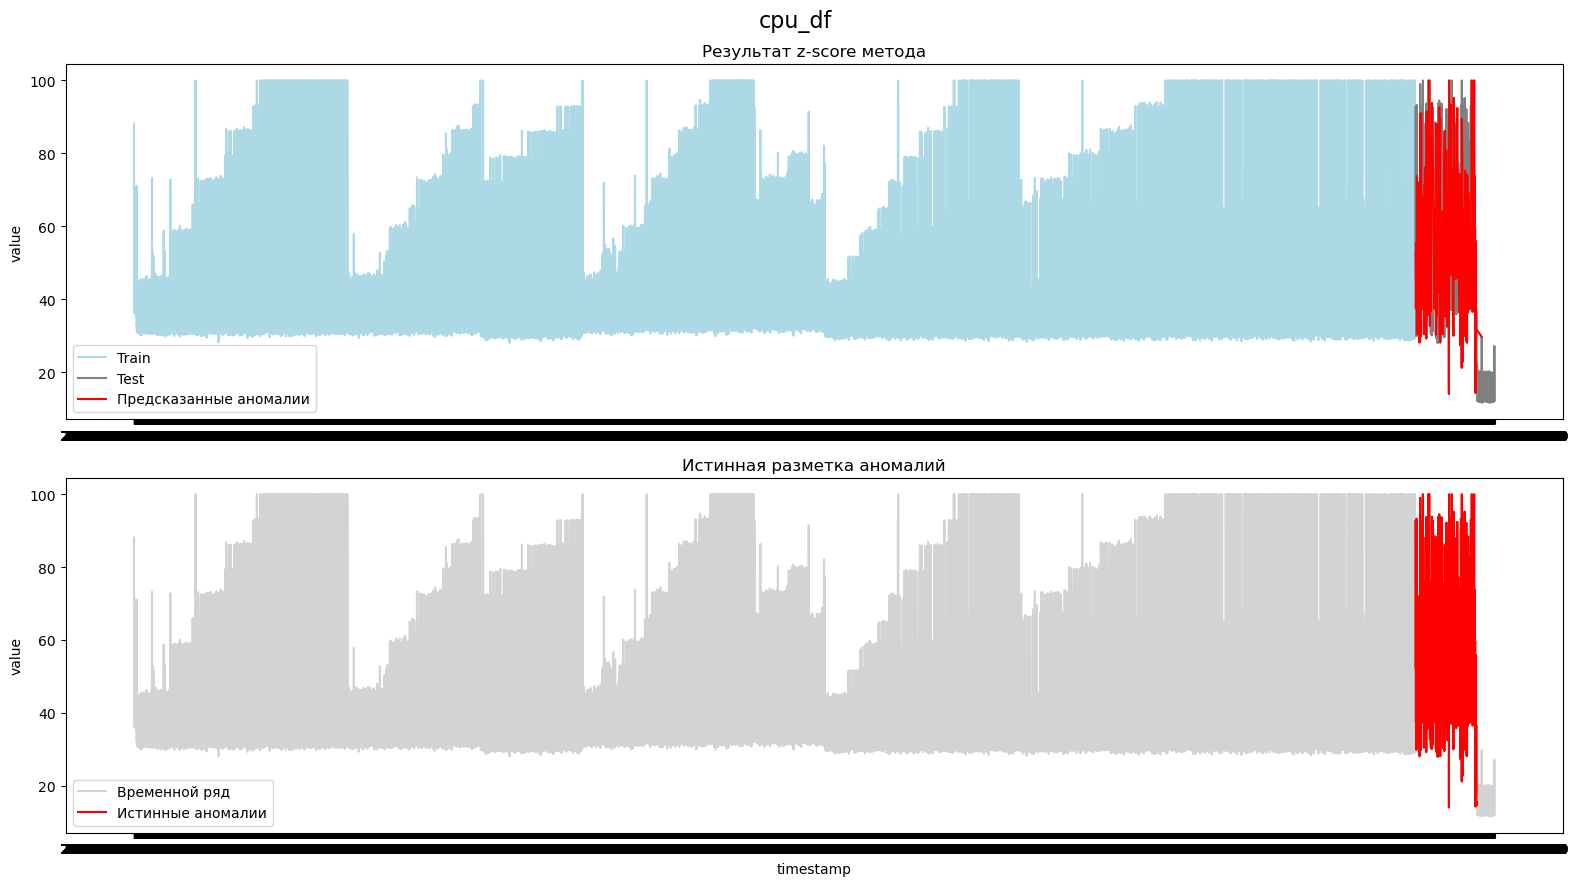 cpu_df
Результат z-score метода
value
100
80
60
40
20
Train
Test
Предсказанные аномалии
Истинная разметка аномалий
value
100
80
60
40
20
Временной ряд
Истинные аномалии
timestamp